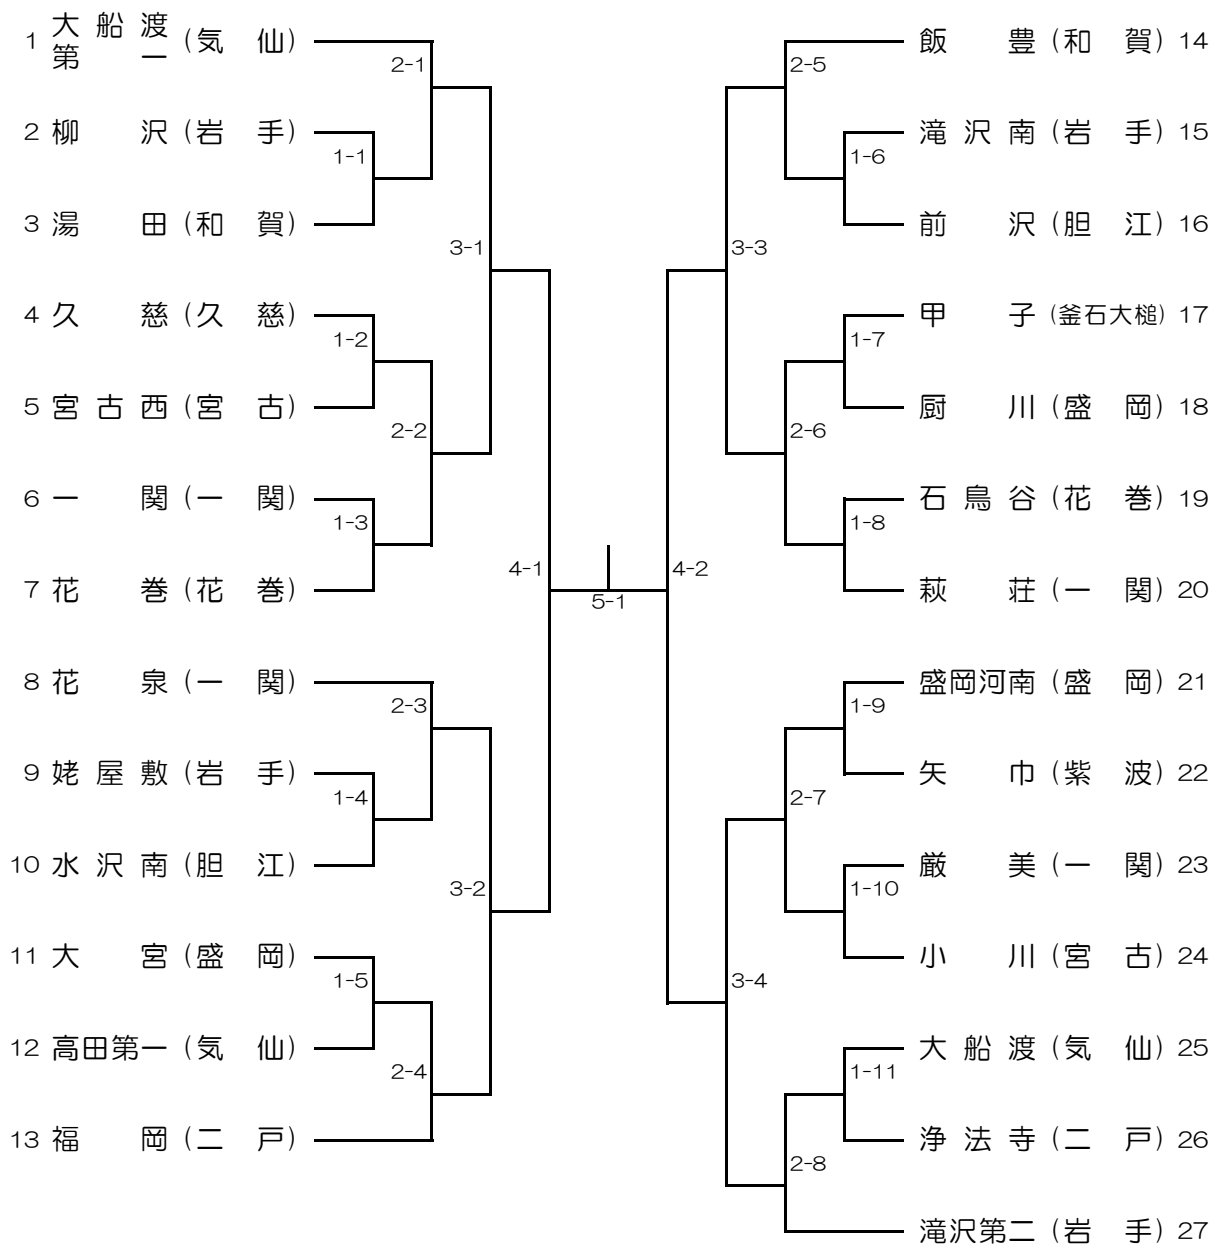 1 大船渡第一 (気仙)
2-1
2 柳沢 (岩手)
1-1
3 湯田 (和賀)
3-1
4 久慈 (久慈)
1-2
5 宮古西 (宮古)
2-2
6 一関 (一関)
1-3
7 花巻 (花巻)
4-1
8 花泉 (一関)
2-3
9 姥屋敷 (岩手)
1-4
10 水沢南 (胆江)
3-2
11 大宮 (盛岡)
1-5
12 高田第一 (気仙)
2-4
13 福岡 (二戸)
5-1
飯豊 (和賀) 14
2-5
滝沢南 (岩手) 15
1-6
前沢 (胆江) 16
3-3
甲子 (釜石大槌) 17
1-7
厨川 (盛岡) 18
2-6
石鳥谷 (花巻) 19
1-8
萩荘 (一関) 20
4-2
盛岡河南 (盛岡) 21
1-9
矢巾 (紫波) 22
2-7
厳美 (一関) 23
1-10
小川 (宮古) 24
3-4
大船渡 (気仙) 25
1-11
浄法寺 (二戸) 26
2-8
滝沢第二 (岩手) 27